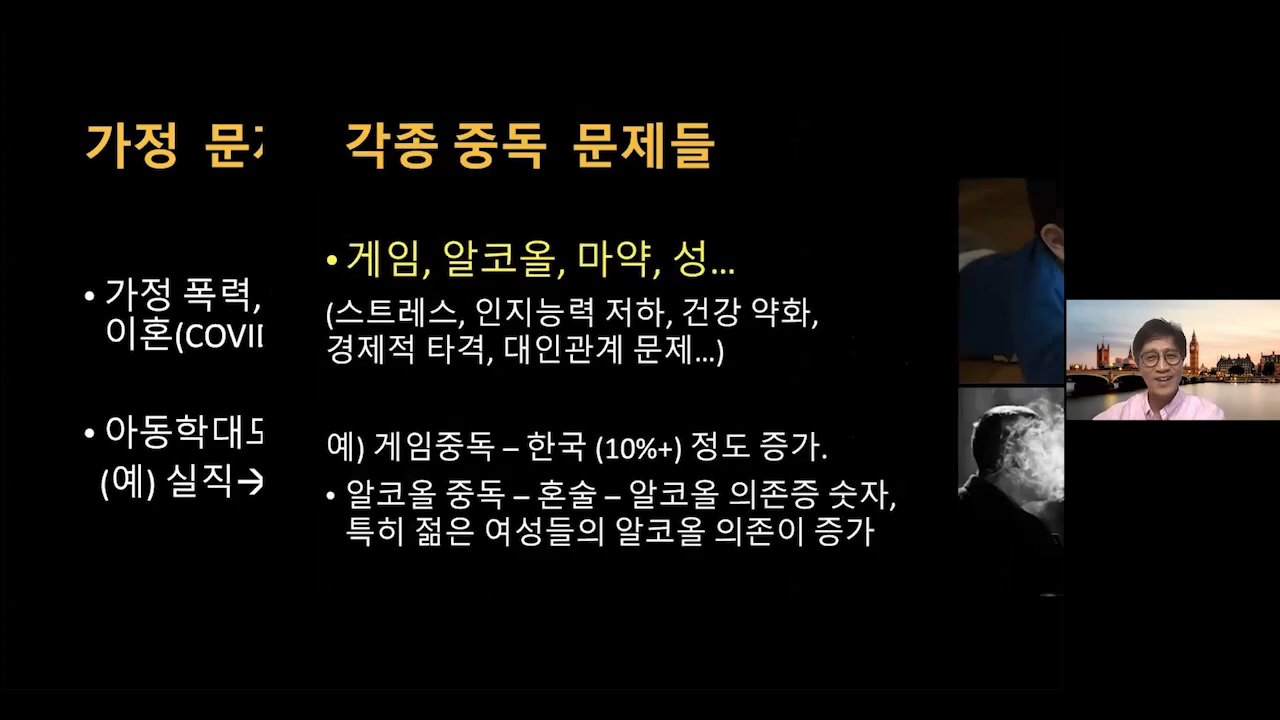 가정 문
• 가정 폭력,
이혼(COVI
• 아동학대
(예) 실직→
각종 중독 문제들
• 게임, 알코올, 마약, 성...
(스트레스, 인지능력 저하, 건강 약화,
경제적 타격, 대인관계 문제...)
예) 게임중독 – 한국 (10%+) 정도 증가.
• 알코올 중독 – 혼술 – 알코올 의존증 숫자,
특히 젊은 여성들의 알코올 의존이 증가